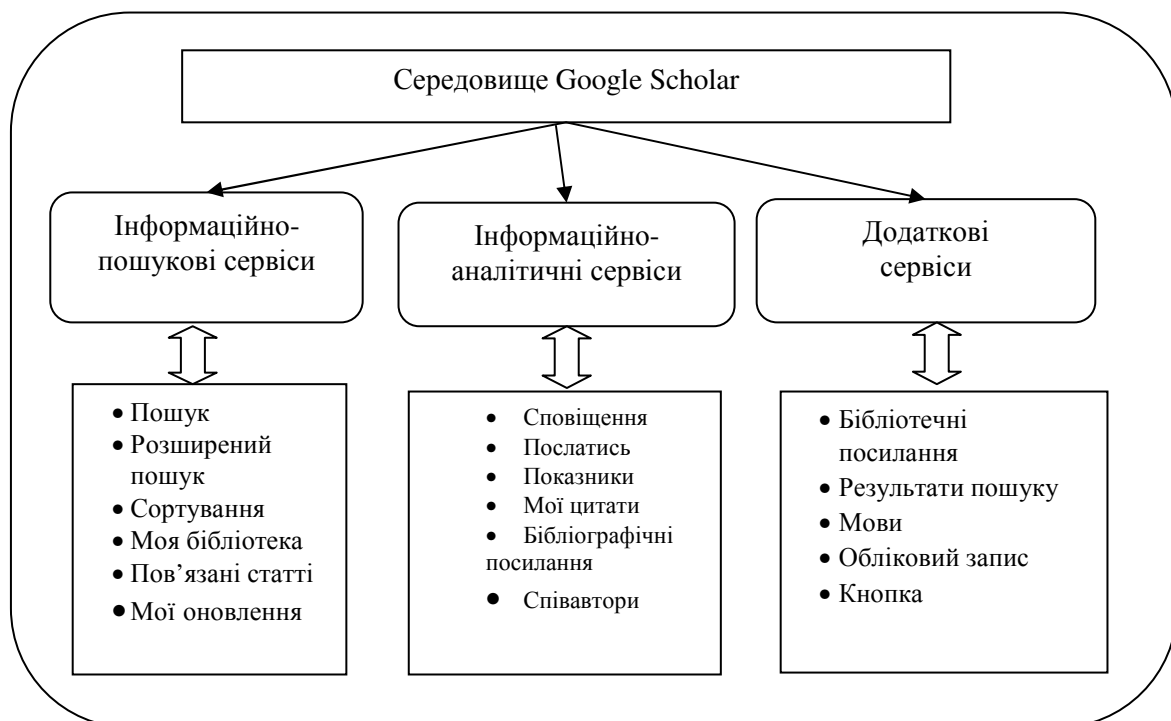 Середовище Google Scholar
Інформаційно-
пошукові сервіси
Інформаційно-
аналітичні сервіси
Додаткові
сервіси
• Пошук
• Розширений
пошук
• Сортування
• Моя бібліотека
• Пов’язані статті
• Мої оновлення
• Сповіщення
• Послатись
• Показники
• Мої цитати
• Бібліографічні
посилання
• Співавтори
• Бібліотечні
посилання
• Результати пошуку
• Мови
• Обліковий запис
• Кнопка